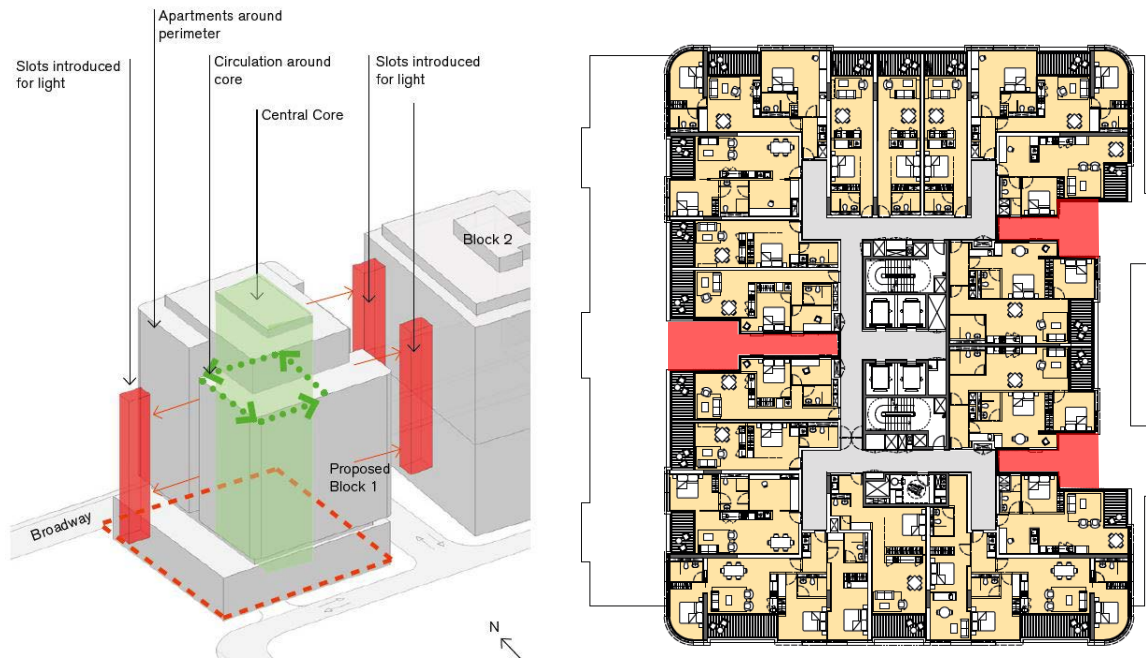 Apartments around
perimeter
Slots introduced
for light
Circulation around
core
Slots introduced
for light
Central Core
Block 2
Proposed
Block 1
Broadway
N